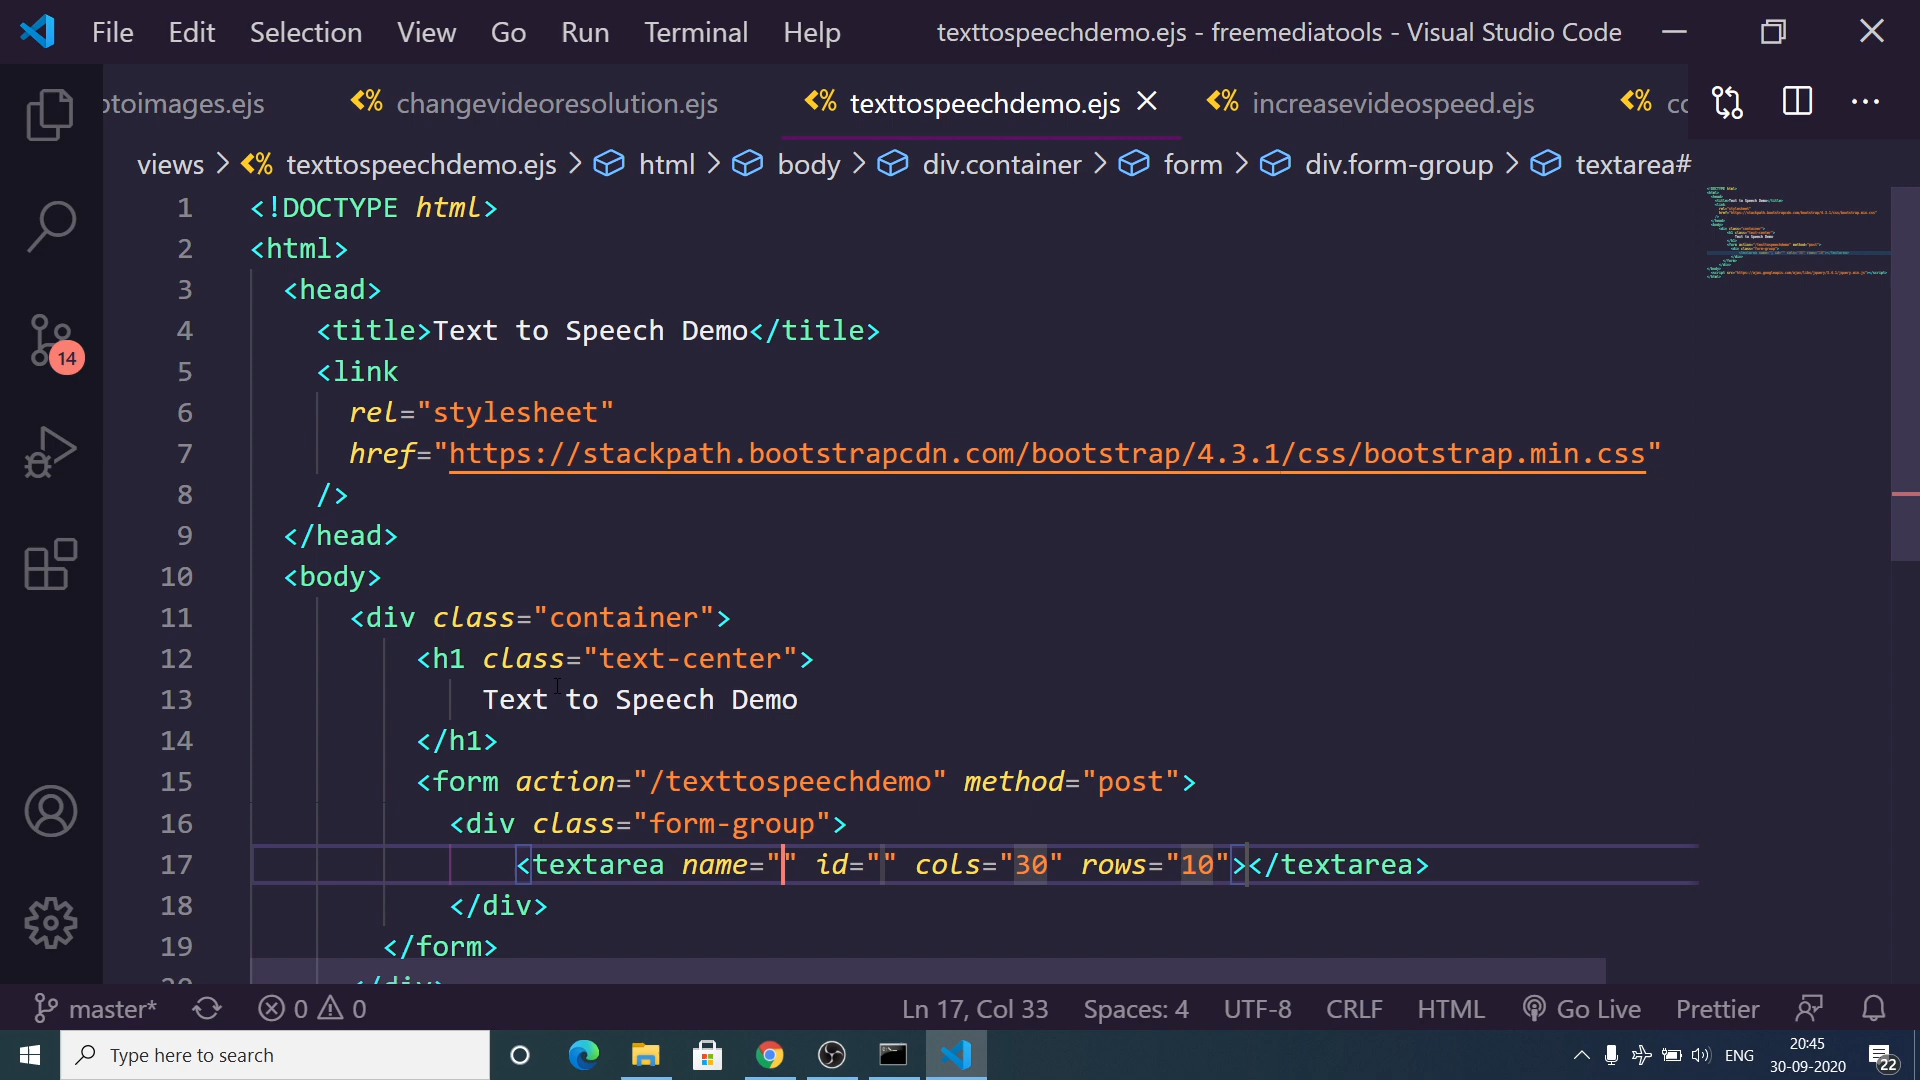 File Edit Selection View Go Run Terminal Help texttospeechdemo.ejs - freemediatools - Visual Studio Code
ptoimages.ejs changevideoresolution.ejs texttospeechdemo.ejs increasevideospeed.ejs
views > texttospeechdemo.ejs > html > body > div.container > form > div.form-group > textarea#
1 <!DOCTYPE html>
2 <html>
3 <head>
4 <title>Text to Speech Demo</title>
5 <link
6 rel="stylesheet"
7 href="https://stackpath.bootstrapcdn.com/bootstrap/4.3.1/css/bootstrap.min.css"
8 />
9 </head>
10 <body>
11 <div class="container">
12 <h1 class="text-center">
13 Text to Speech Demo
14 </h1>
15 <form action="/texttospeechdemo" method="post">
16 <div class="form-group">
17 <textarea name="" id="" cols="30" rows="10"></textarea>
18 </div>
19 </form>
14
master* 0 0 Ln 17, Col 33 Spaces: 4 UTF-8 CRLF HTML Go Live Prettier
Type here to search ENG 20:45
30-09-2020 22